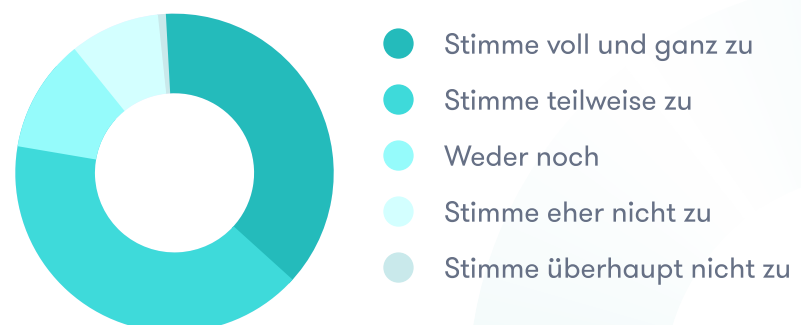 Stimme voll und ganz zu
Stimme teilweise zu
Weder noch
Stimme eher nicht zu
Stimme überhaupt nicht zu